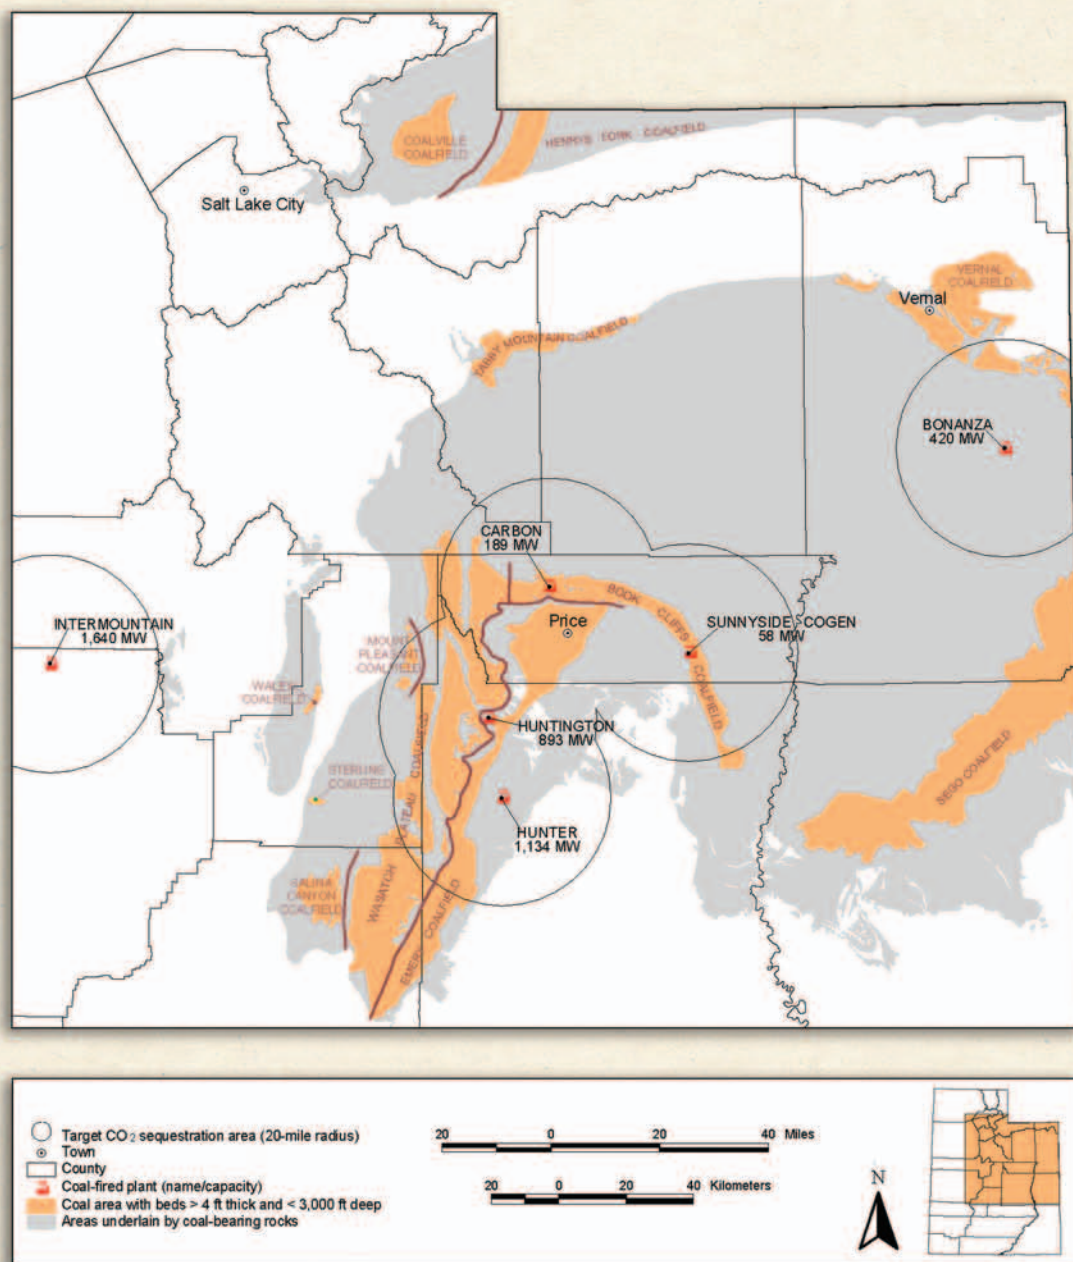 COALVILLE
COALFIELD
HENRYS FORK COALFIELD
Salt Lake City
VERNAL
COALFIELD
Vernal
TABBY MOUNTAIN COALFIELD
BONANZA
420 MW
CARBON
189 MW
BOOK CLIFFS COALFIELD
INTERMOUNTAIN
1,640 MW
Price
SUNNYSIDE COGEN
58 MW
MOUNT
PLEASANT
COALFIELD
WALES
COALFIELD
HUNTINGTON
893 MW
STERLING
COALFIELD
SEGO COALFIELD
HUNTER
1,134 MW
WASATCH PLATEAU COALFIELD
SALINA
CANYON
COALFIELD
EMERY COALFIELD
Target CO2 sequestration area (20-mile radius)
Town
County
Coal-fired plant (name/capacity)
Coal area with beds > 4 ft thick and < 3,000 ft deep
Areas underlain by coal-bearing rocks
20 0 20 40 Miles
20 0 20 40 Kilometers
N